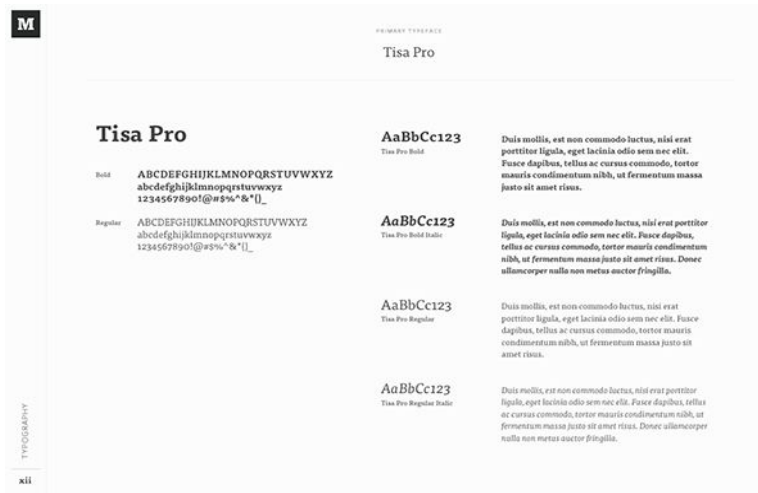 M
PRIMARY TYPEFACE
Tisa Pro
Tisa Pro
Bold
ABCDEFGHIJKLMNOPQRSTUVWXYZ
abcdefghijklmnopqrstuvwxyz
1234567890!@#$%^&*()_
Regular
ABCDEFGHIJKLMNOPQRSTUVWXYZ
abcdefghijklmnopqrstuvwxyz
1234567890!@#$%^&*()_
AaBbCc123
Tisa Pro Bold
Duis mollis, est non commodo luctus, nisi erat
porttitor ligula, eget lacinia odio sem nec elit.
Fusce dapibus, tellus ac cursus commodo, tortor
mauris condimentum nibh, ut fermentum massa
justo sit amet risus.
AaBbCc123
Tisa Pro Bold Italic
Duis mollis, est non commodo luctus, nisi erat porttitor
ligula, eget lacinia odio sem nec elit. Fusce dapibus,
tellus ac cursus commodo, tortor mauris condimentum
nibh, ut fermentum massa justo sit amet risus. Donec
ullamcorper nulla non metus auctor fringilla.
AaBbCc123
Tisa Pro Regular
Duis mollis, est non commodo luctus, nisi erat
porttitor ligula, eget lacinia odio sem nec elit. Fusce
dapibus, tellus ac cursus commodo, tortor mauris
condimentum nibh, ut fermentum massa justo sit
amet risus.
AaBbCc123
Tisa Pro Regular Italic
Duis mollis, est non commodo luctus, nisi erat porttitor
ligula, eget lacinia odio sem nec elit. Fusce dapibus, tellus
ac cursus commodo, tortor mauris condimentum nibh, ut
fermentum massa justo sit amet risus. Donec ullamcorper
nulla non metus auctor fringilla.
TYPOGRAPHY
xii